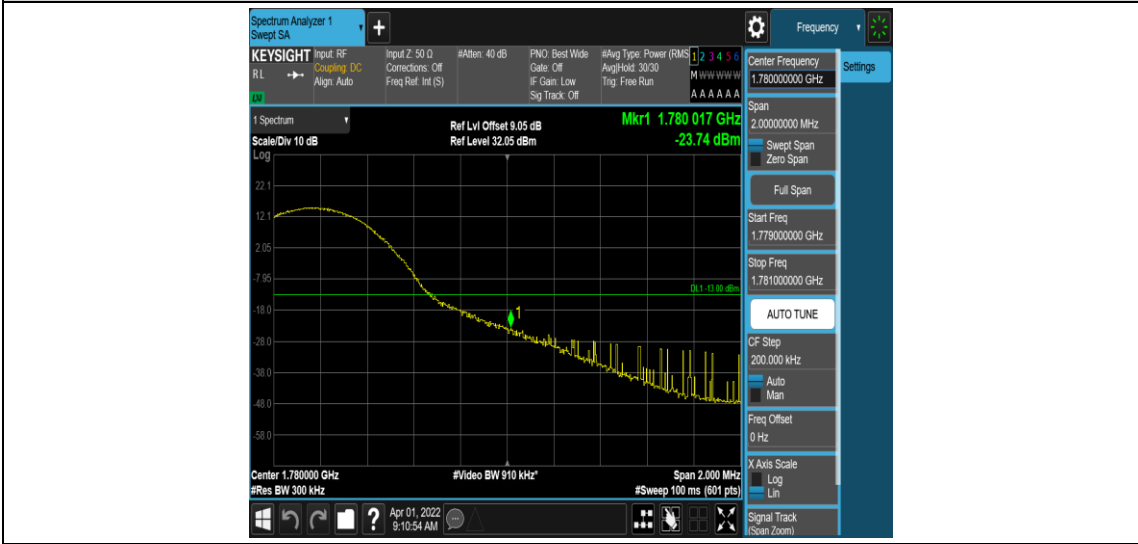 Spectrum Analyzer 1
Swept SA
+
Frequency
KEYSIGHT
RL
LM
Input: RF
Coupling: DC
Align: Auto
Input Z: 50 Ω
Corrections: Off
Freq Ref: Int (S)
#Atten: 40 dB
PNO: Best Wide
Gate: Off
IF Gain: Low
Sig Track: Off
#Avg Type: Power (RMS
Avg|Hold: 30/30
Trig: Free Run
1 2 3 4 5 6
M W W W W W
A A A A A A
1 Spectrum
Scale/Div 10 dB
Ref Lvl Offset 9.05 dB
Ref Level 32.05 dBm
Mkr1 1.780 017 GHz
-23.74 dBm
Log
22.1
12.1
2.05
-7.95
-18.0
-28.0
-38.0
-48.0
-58.0
DL1 -13.00 dBm
1
Center 1.780000 GHz
#Res BW 300 kHz
#Video BW 910 kHz*
Span 2.000 MHz
#Sweep 100 ms (601 pts)
?
Apr 01, 2022
9:10:54 AM
Center Frequency
1.780000000 GHz
Settings
Span
2.00000000 MHz
Swept Span
Zero Span
Full Span
Start Freq
1.779000000 GHz
Stop Freq
1.781000000 GHz
AUTO TUNE
CF Step
200.000 kHz
Auto
Man
Freq Offset
0 Hz
X Axis Scale
Log
Lin
Signal Track
(Span Zoom)